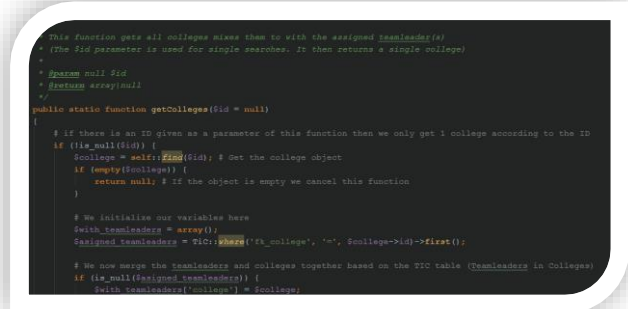 * This function gets all colleges mixes them to with the assigned teamleader(s)
* (The $id parameter is used for single searches. It then returns a single college)
*
* @param null $id
* @return array|null
*/
public static function getColleges($id = null)
{
# if there is an ID given as a parameter of this function then we only get 1 college according to the ID
if (!is_null($id)) {
$college = self::find($id); # Get the college object
if (empty($college)) {
return null; # If the object is empty we cancel this function
}
# We initialize our variables here
$with_teamleaders = array();
$asigned_teamleaders = TiC::where('fk_college', '=', $college->id)->first();
# We now merge the teamleaders and colleges together based on the TIC table (Teamleaders in Colleges)
if (is_null($asigned_teamleaders)) {
$with_teamleaders['college'] = $college;